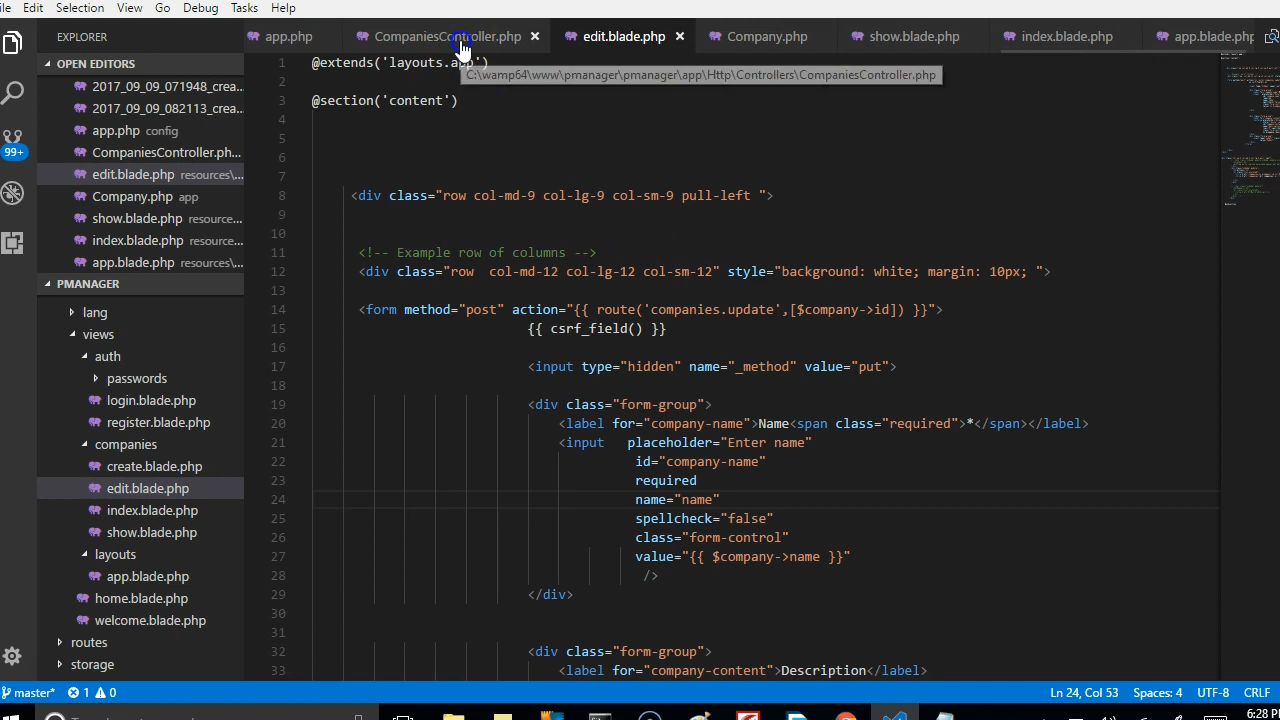 ile Edit Selection View Go Debug Tasks Help
EXPLORER
app.php
CompaniesController.php ×
edit.blade.php ×
Company.php
show.blade.php
index.blade.php
app.blade.php
C:\wamp64\www\pmanager\pmanager\app\Http\Controllers\CompaniesController.php
OPEN EDITORS
2017_09_09_071948_crea...
2017_09_09_082113_crea...
app.php config
CompaniesController.ph...
edit.blade.php resources\...
Company.php app
show.blade.php resource...
index.blade.php resource...
app.blade.php resources\...
99+
PMANAGER
lang
views
auth
passwords
login.blade.php
register.blade.php
companies
create.blade.php
edit.blade.php
index.blade.php
show.blade.php
layouts
app.blade.php
home.blade.php
welcome.blade.php
routes
storage
1 @extends('layouts.app')
2
3 @section('content')
4
5
6
7
8 <div class="row col-md-9 col-lg-9 col-sm-9 pull-left ">
9
10
11 <!-- Example row of columns -->
12 <div class="row  col-md-12 col-lg-12 col-sm-12" style="background: white; margin: 10px; ">
13
14 <form method="post" action="{{ route('companies.update',[$company->id]) }}">
15 {{ csrf_field() }}
16
17 <input type="hidden" name="_method" value="put">
18
19 <div class="form-group">
20 <label for="company-name">Name<span class="required">*</span></label>
21 <input   placeholder="Enter name"
22 id="company-name"
23 required
24 name="name"
25 spellcheck="false"
26 class="form-control"
27 value="{{ $company->name }}"
28 />
29 </div>
30
31
32 <div class="form-group">
33 <label for="company-content">Description</label>
master* 1 0
Ln 24, Col 53 Spaces: 4 UTF-8 CRLF
6:28 P